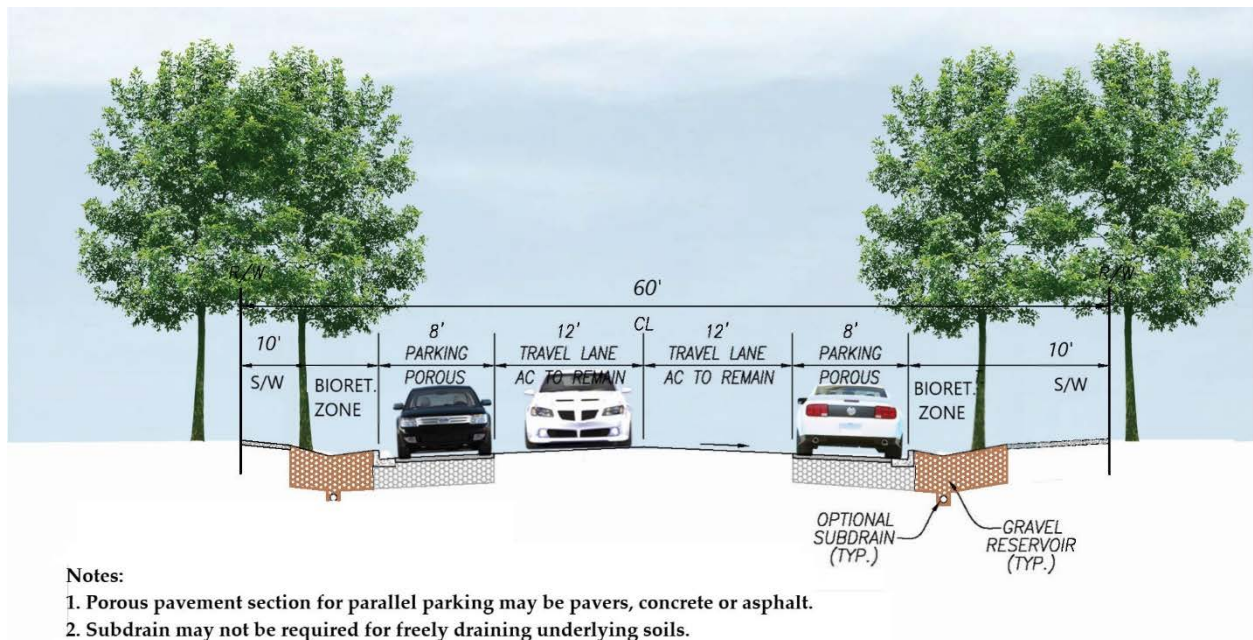 R/W
R/W
60'
10'
8'
12'
CL
12'
8'
10'
PARKING
TRAVEL LANE
TRAVEL LANE
PARKING
POROUS
AC TO REMAIN
AC TO REMAIN
POROUS
S/W
BIORET.
ZONE
BIORET.
ZONE
S/W
OPTIONAL
SUBDRAIN
(TYP.)
GRAVEL
RESERVOIR
(TYP.)
Notes:
1. Porous pavement section for parallel parking may be pavers, concrete or asphalt.
2. Subdrain may not be required for freely draining underlying soils.